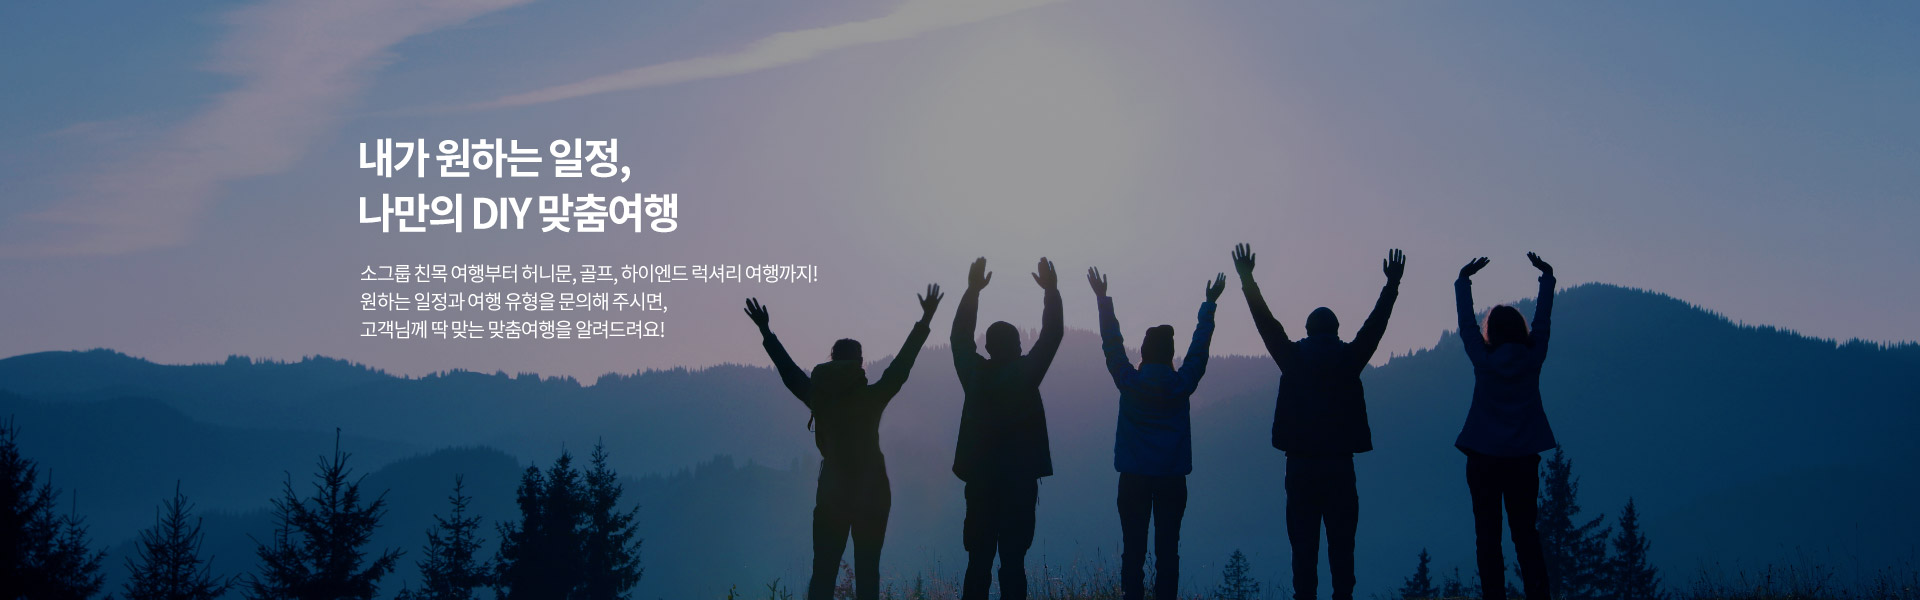 내가 원하는 일정,
나만의 DIY 맞춤여행
소그룹 친목 여행부터 허니문, 골프, 하이엔드 럭셔리 여행까지!
원하는 일정과 여행 유형을 문의해 주시면,
고객님께 딱 맞는 맞춤여행을 알려드려요!